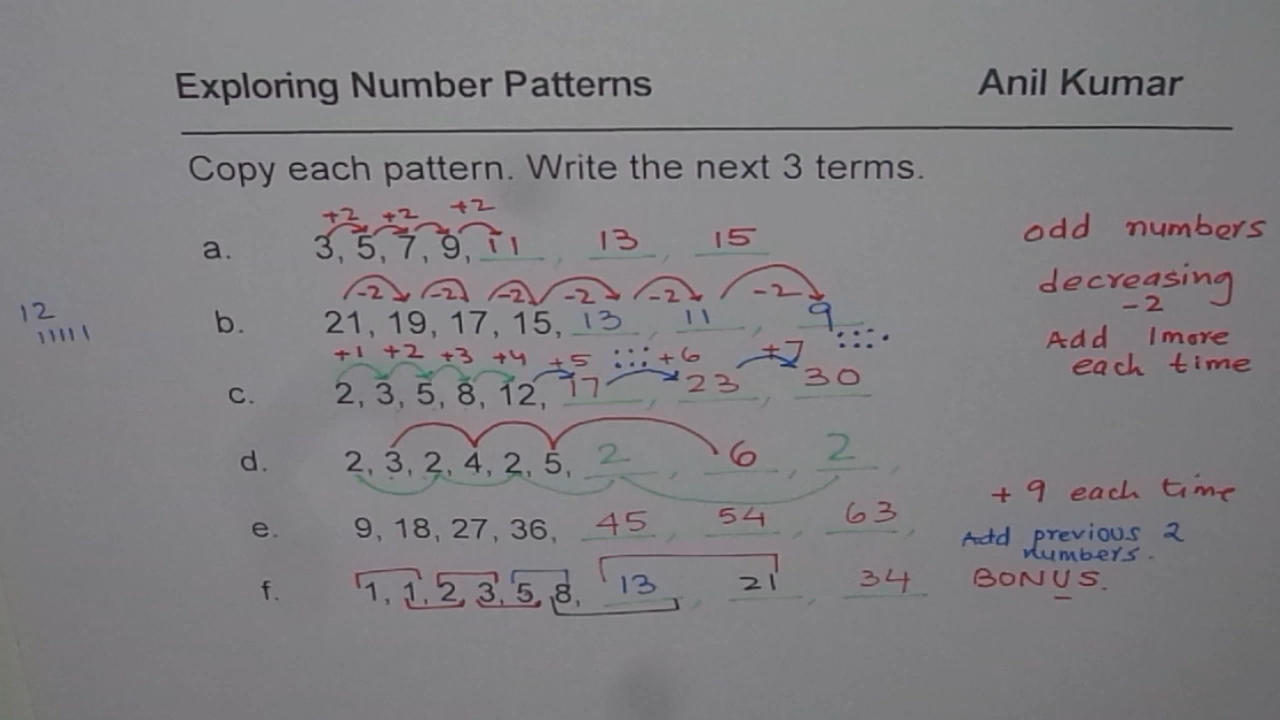 Exploring Number Patterns Anil Kumar
Copy each pattern. Write the next 3 terms.
+2 +2 +2
a. 3, 5, 7, 9, 11, 13, 15 odd numbers
-2 -2 -2 -2 -2 -2 decreasing
-2
12
11111
b. 21, 19, 17, 15, 13, 11, 9
+1 +2 +3 +4 +5 +6 +7 Add 1more
each time
c. 2, 3, 5, 8, 12, 17, 23, 30
d. 2, 3, 2, 4, 2, 5, 2, 6, 2,
e. 9, 18, 27, 36, 45, 54, 63, + 9 each time
Add previous 2
numbers.
f. 1, 1, 2, 3, 5, 8, 13, 21, 34 BONUS.